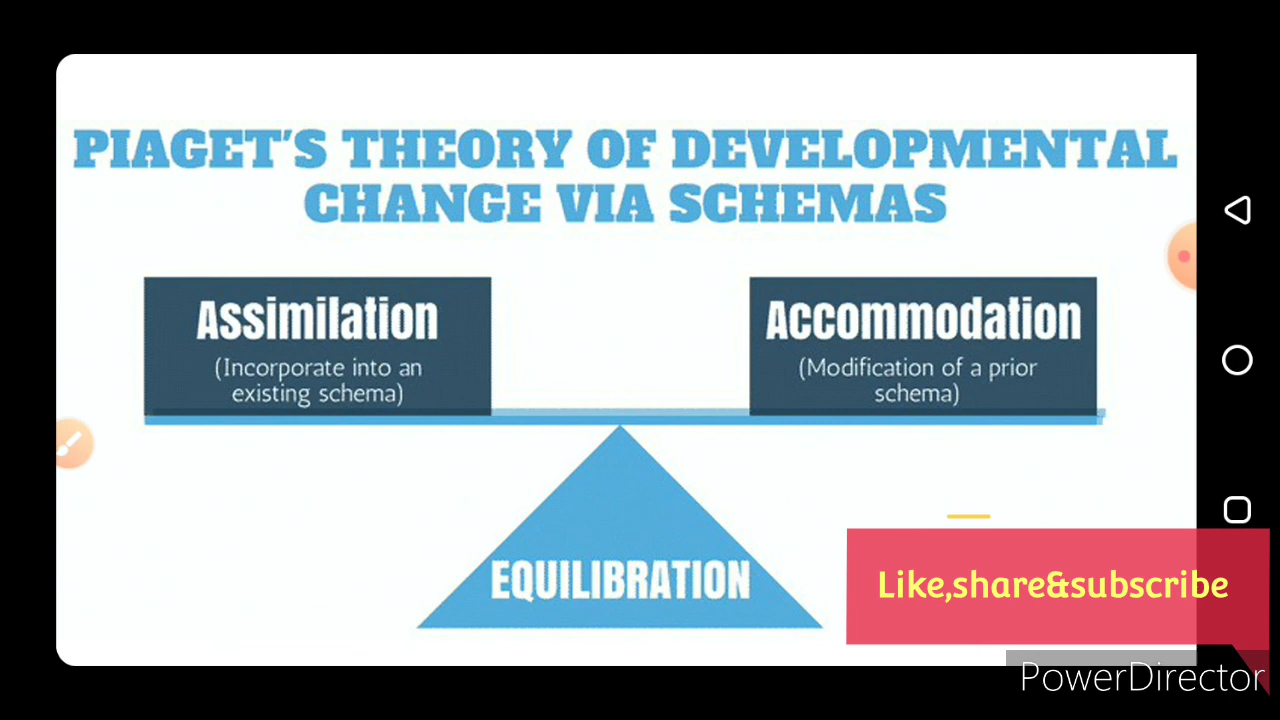 PIAGET'S THEORY OF DEVELOPMENTAL
CHANGE VIA SCHEMAS
Assimilation
(Incorporate into an
existing schema)
Accommodation
(Modification of a prior
schema)
EQUILIBRATION
Like,share&subscribe
PowerDirector